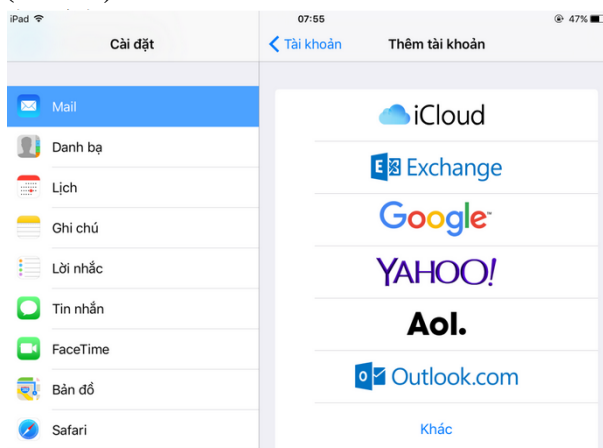 iPad 07:55 47%
Cài đặt
Tài khoản Thêm tài khoản
Mail
Danh bạ
Lịch
Ghi chú
Lời nhắc
Tin nhắn
FaceTime
Bản đồ
Safari
iCloud
Exchange
Google
YAHOO!
Aol.
Outlook.com
Khác